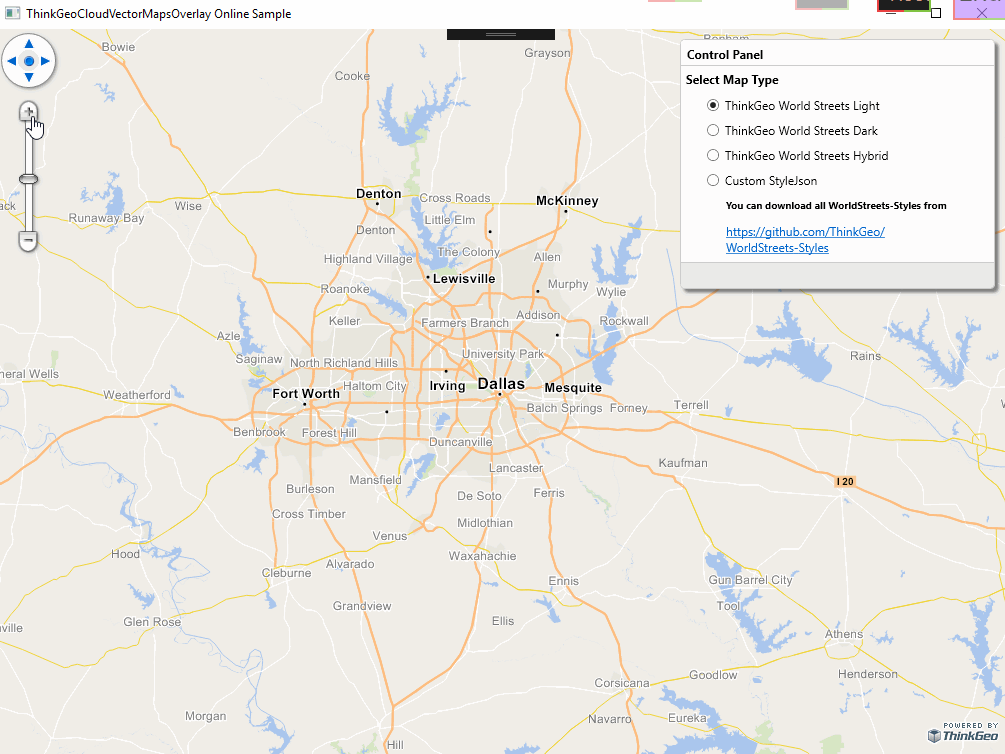 ThinkGeoCloudVectorMapsOverlay Online Sample
Bowie
Grayson
Bonham
Control Panel
Select Map Type
ThinkGeo World Streets Light
ThinkGeo World Streets Dark
ThinkGeo World Streets Hybrid
Custom StyleJson
You can download all WorldStreets-Styles from
https://github.com/ThinkGeo/
WorldStreets-Styles
Cooke
Denton
Cross Roads
McKinney
Wise
Runaway Bay
Little Elm
Denton
The Colony
Allen
Highland Village
Lewisville
Murphy
Wylie
Roanoke
Keller
Farmers Branch
Addison
Rockwall
Azle
Saginaw
North Richland Hills
University Park
Rains
neral Wells
Weatherford
Fort Worth
Haltom City
Irving
Dallas
Mesquite
Balch Springs
Forney
Terrell
Benbrook
Forest Hill
Duncanville
Lancaster
Kaufman
Mansfield
I 20
Burleson
De Soto
Ferris
Cross Timber
Midlothian
Venus
Hood
Waxahachie
Alvarado
Cleburne
Ennis
Gun Barrel City
Grandview
Tool
Glen Rose
Ellis
ville
Athens
Henderson
Goodlow
Corsicana
Morgan
Navarro
Eureka
Hill
POWERED BY
ThinkGeo